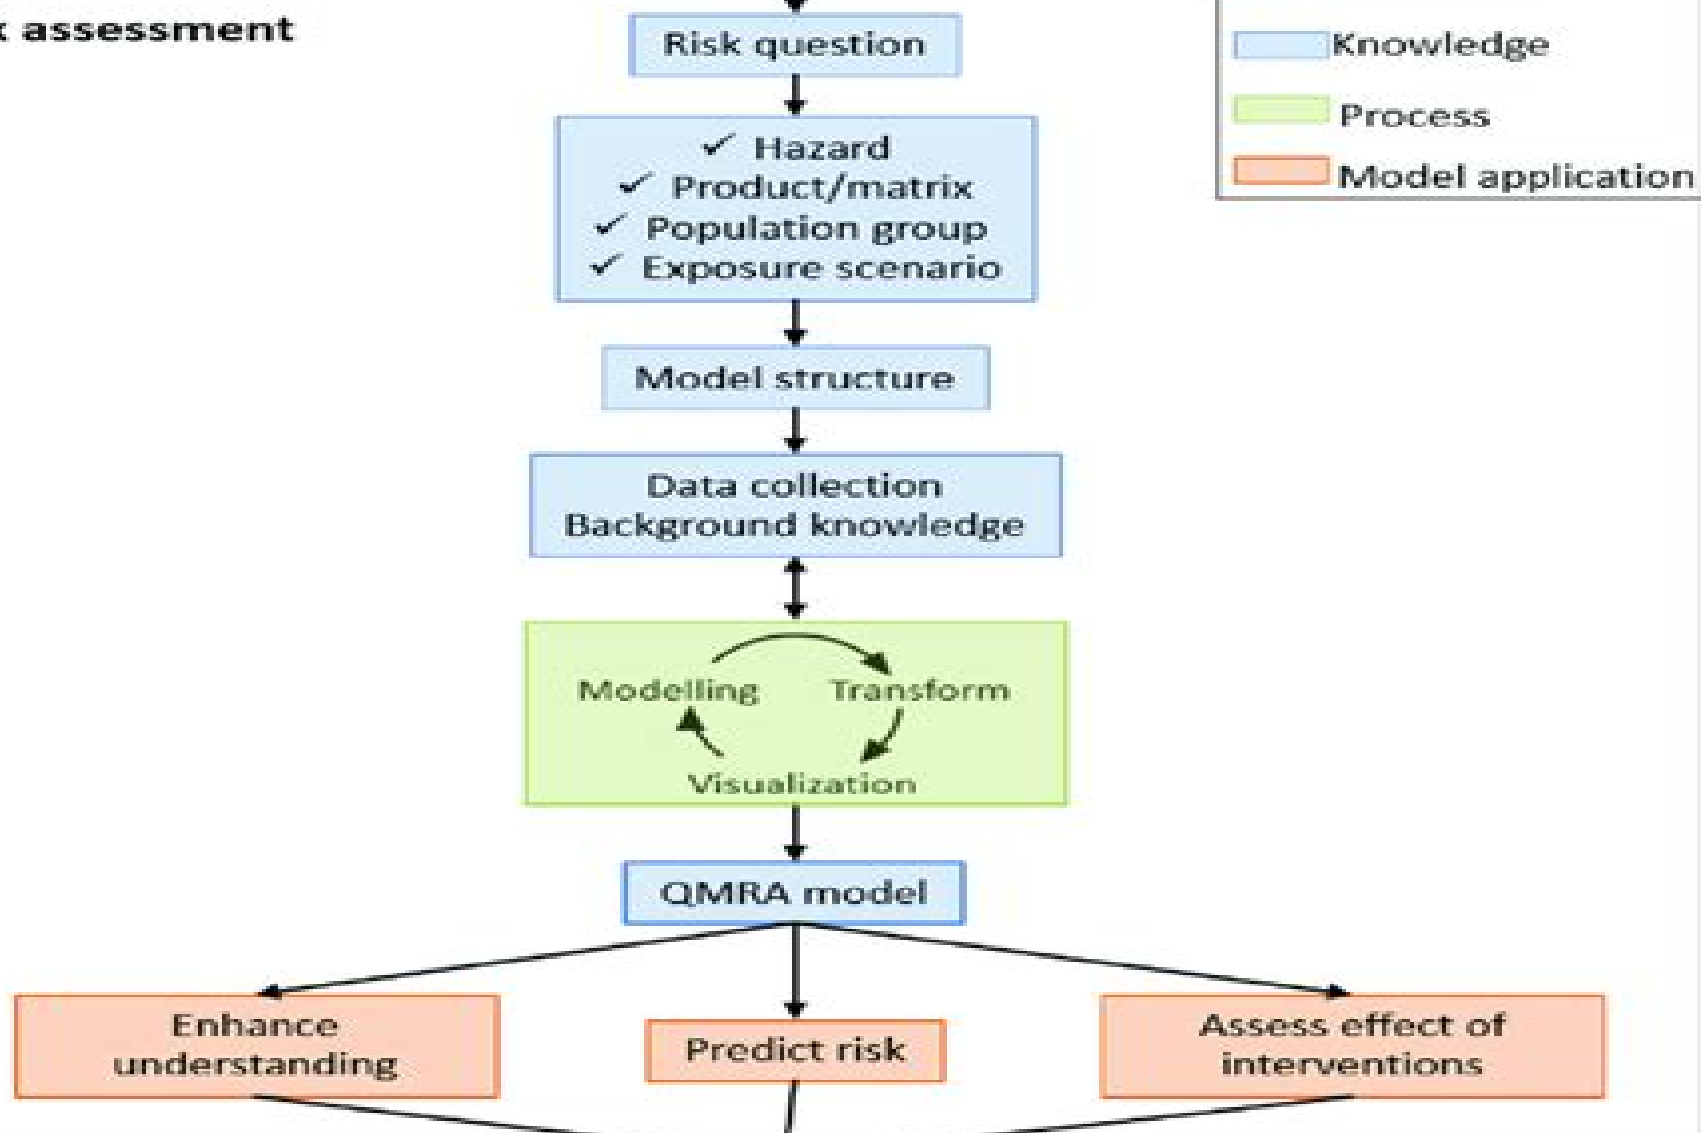 assessment
Risk question
Knowledge
Process
Model application
✓ Hazard
✓ Product/matrix
✓ Population group
✓ Exposure scenario
Model structure
Data collection
Background knowledge
Modelling
Transform
Visualization
QMRA model
Enhance
understanding
Predict risk
Assess effect of
interventions